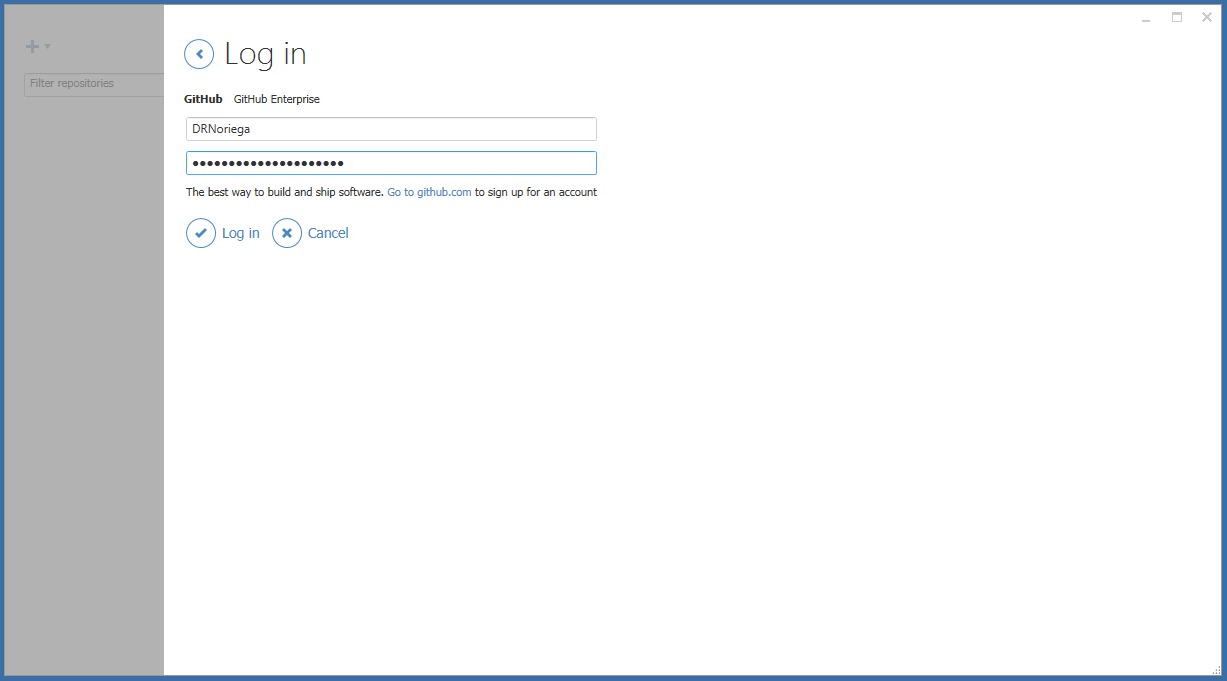 Filter repositories
Log in
GitHub GitHub Enterprise
DRNoriega
●●●●●●●●●●●●●●●●●●●●●
The best way to build and ship software. Go to github.com to sign up for an account
Log in Cancel